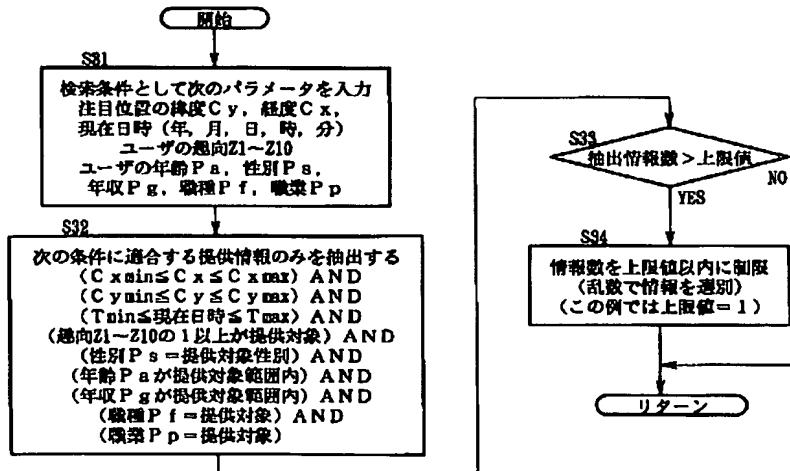 開始
S31
検索条件として次のパラメータを入力
注目位置の緯度Cy，経度Cx，
現在日時（年，月，日，時，分）
ユーザの趣向Z1～Z10
ユーザの年齢Pa，性別Ps，
年収Pg，職種Pf，職業Pp
S32
次の条件に適合する提供情報のみを抽出する
（Cxmin≦Cx≦Cxmax）AND
（Cymin≦Cy≦Cymax）AND
（Tmin≦現在日時≦Tmax）AND
（趣向Z1～Z10の1以上が提供対象）AND
（性別Ps＝提供対象性別）AND
（年齢Paが提供対象範囲内）AND
（年収Pgが提供対象範囲内）AND
（職種Pf＝提供対象）AND
（職業Pp＝提供対象）
S33
抽出情報数＞上限値
NO
YES
S34
情報数を上限値以内に制限
（乱数で情報を選別）
（この例では上限値＝1）
リターン